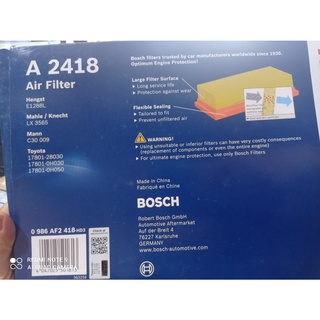 A 2418
Air Filter
Hengst
E1288L
Mahle / Knecht
LX 3565
Mann
C30 009
Toyota
17801-28030
17801-0H030
17801-0H050
0 986 AF2 418
Bosch filters trusted by car manufacturers worldwide since 1930.
Optimum Engine Protection!
Large Filter Surface
Long service life
Protection against wear
Flexible Sealing
Tailored to fit
Prevent unfiltered air
WARNING!
Using unsuitable or inferior filters can have very costly consequences
(replacement of components or even the entire engine).
For ultimate engine protection, use only Bosch Filters
Made in China
Fabriqué en Chine
BOSCH
Robert Bosch GmbH
Automotive Aftermarket
Auf der Breit 4
76227 Karlsruhe
GERMANY
www.bosch-automotive.com